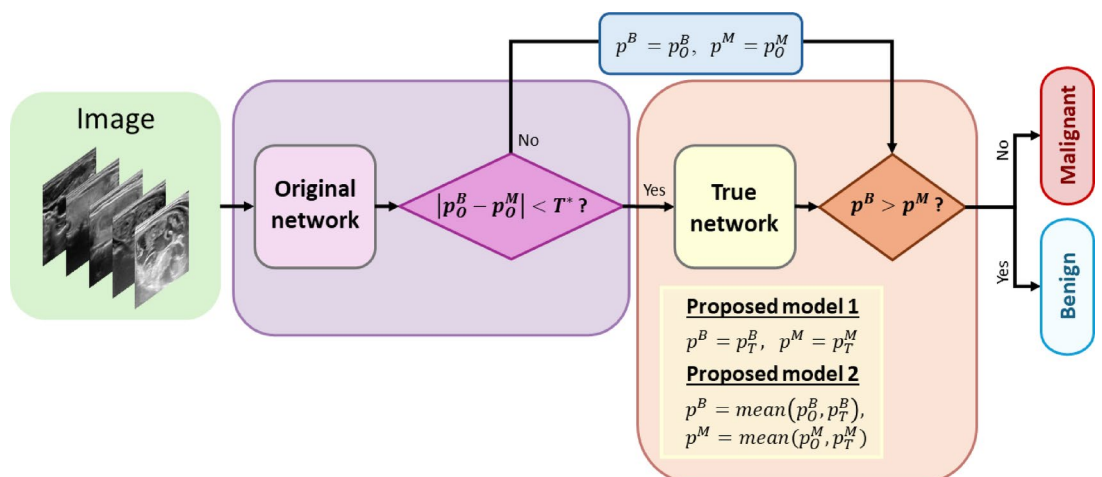 Image
Original
network
|p_O^B − p_O^M| < T* ?
No
p^B = p_O^B, p^M = p_O^M
Yes
True
network
p^B > p^M ?
No
Malignant
Yes
Benign
Proposed model 1
p^B = p_T^B, p^M = p_T^M
Proposed model 2
p^B = mean(p_O^B, p_T^B),
p^M = mean(p_O^M, p_T^M)